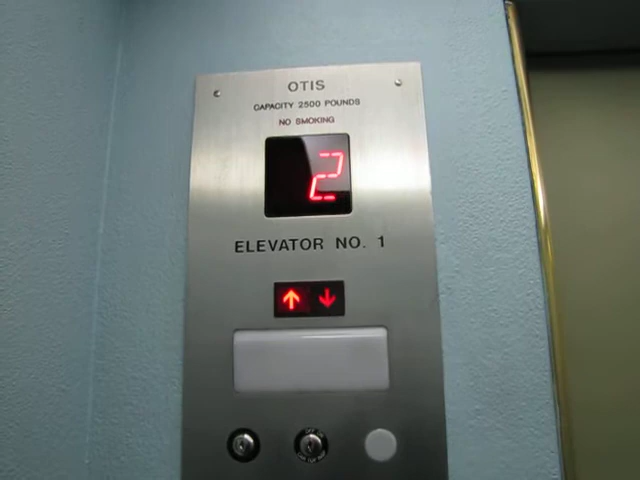 OTIS
CAPACITY 2500 POUNDS
NO SMOKING
2
ELEVATOR NO. 1